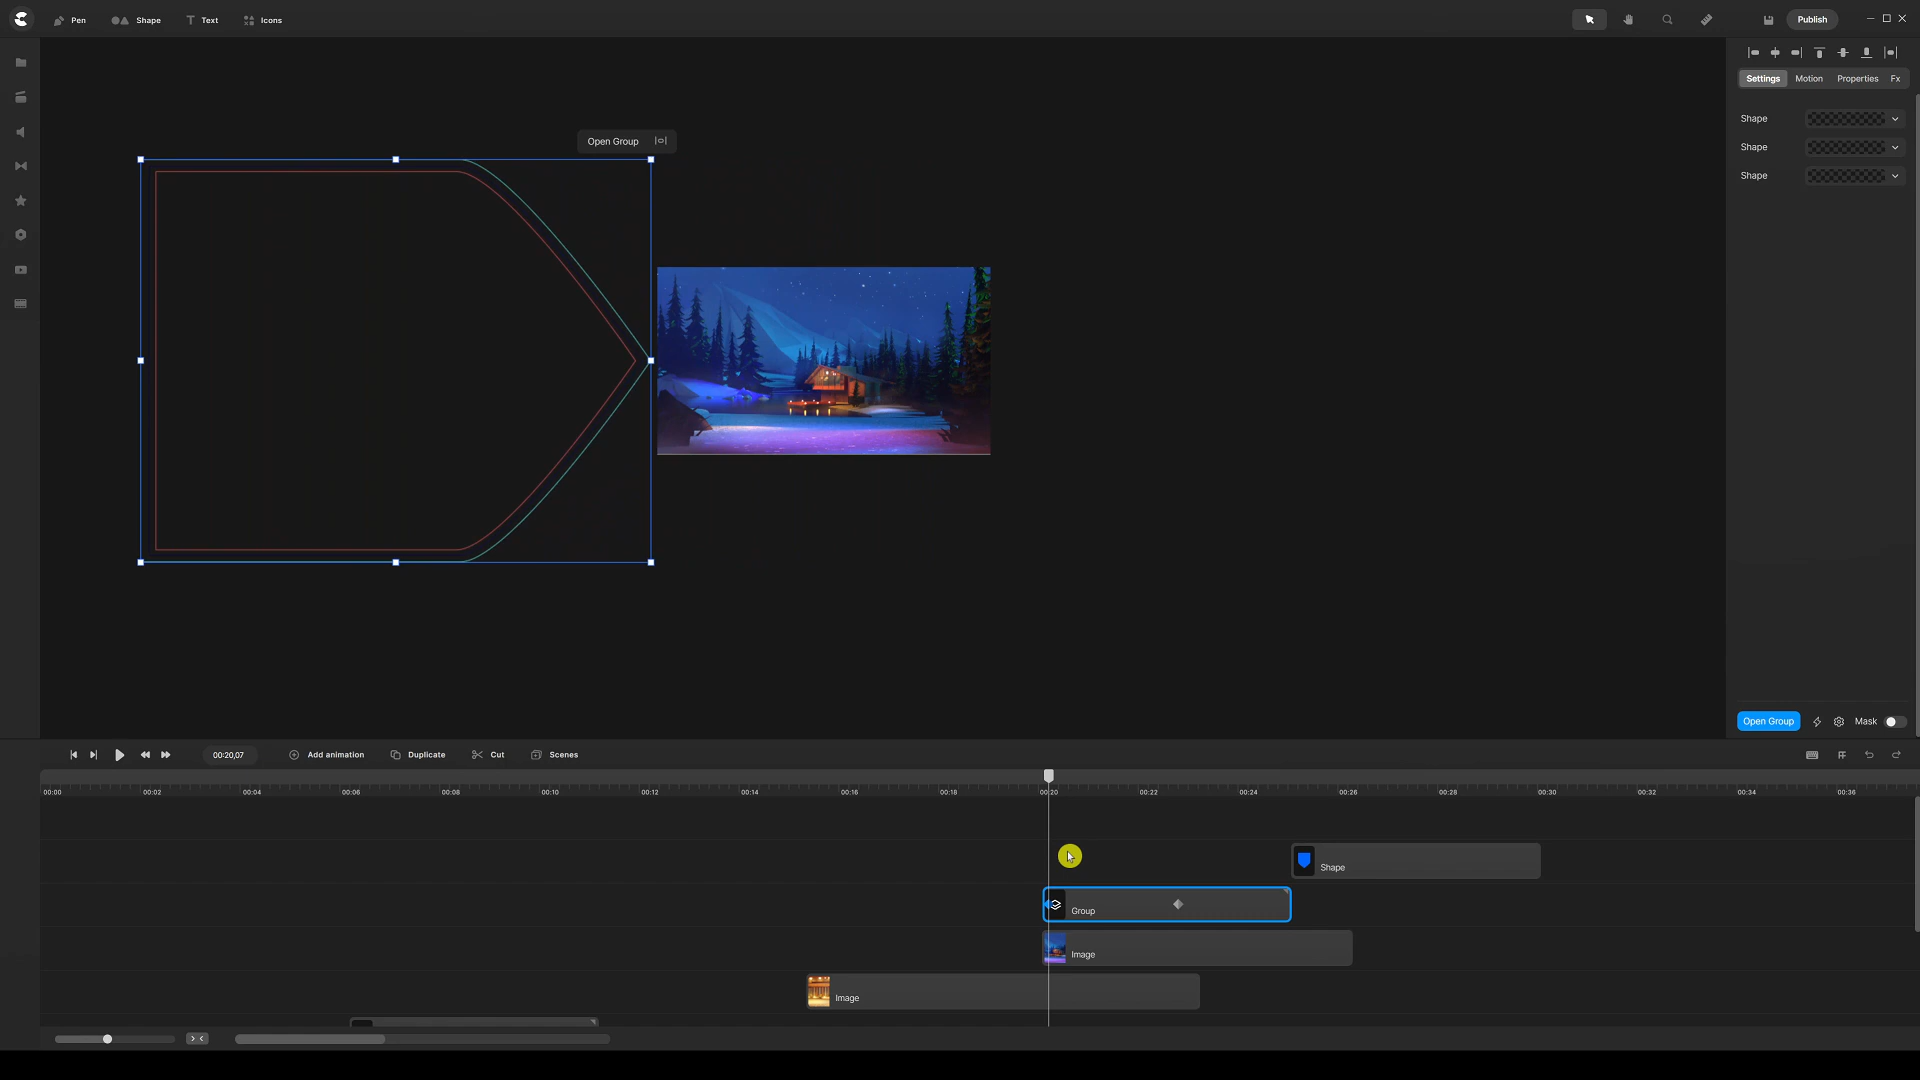 Pen Shape Text Icons Publish
Settings Motion Properties Fx
Shape
Shape
Shape
Open Group
Open Group Mask
00:20,07 Add animation Duplicate Cut Scenes
00:00 00:02 00:04 00:06 00:08 00:10 00:12 00:14 00:16 00:18 00:20 00:22 00:24 00:26 00:28 00:30 00:32 00:34 00:36
Shape
Group
Image
Image